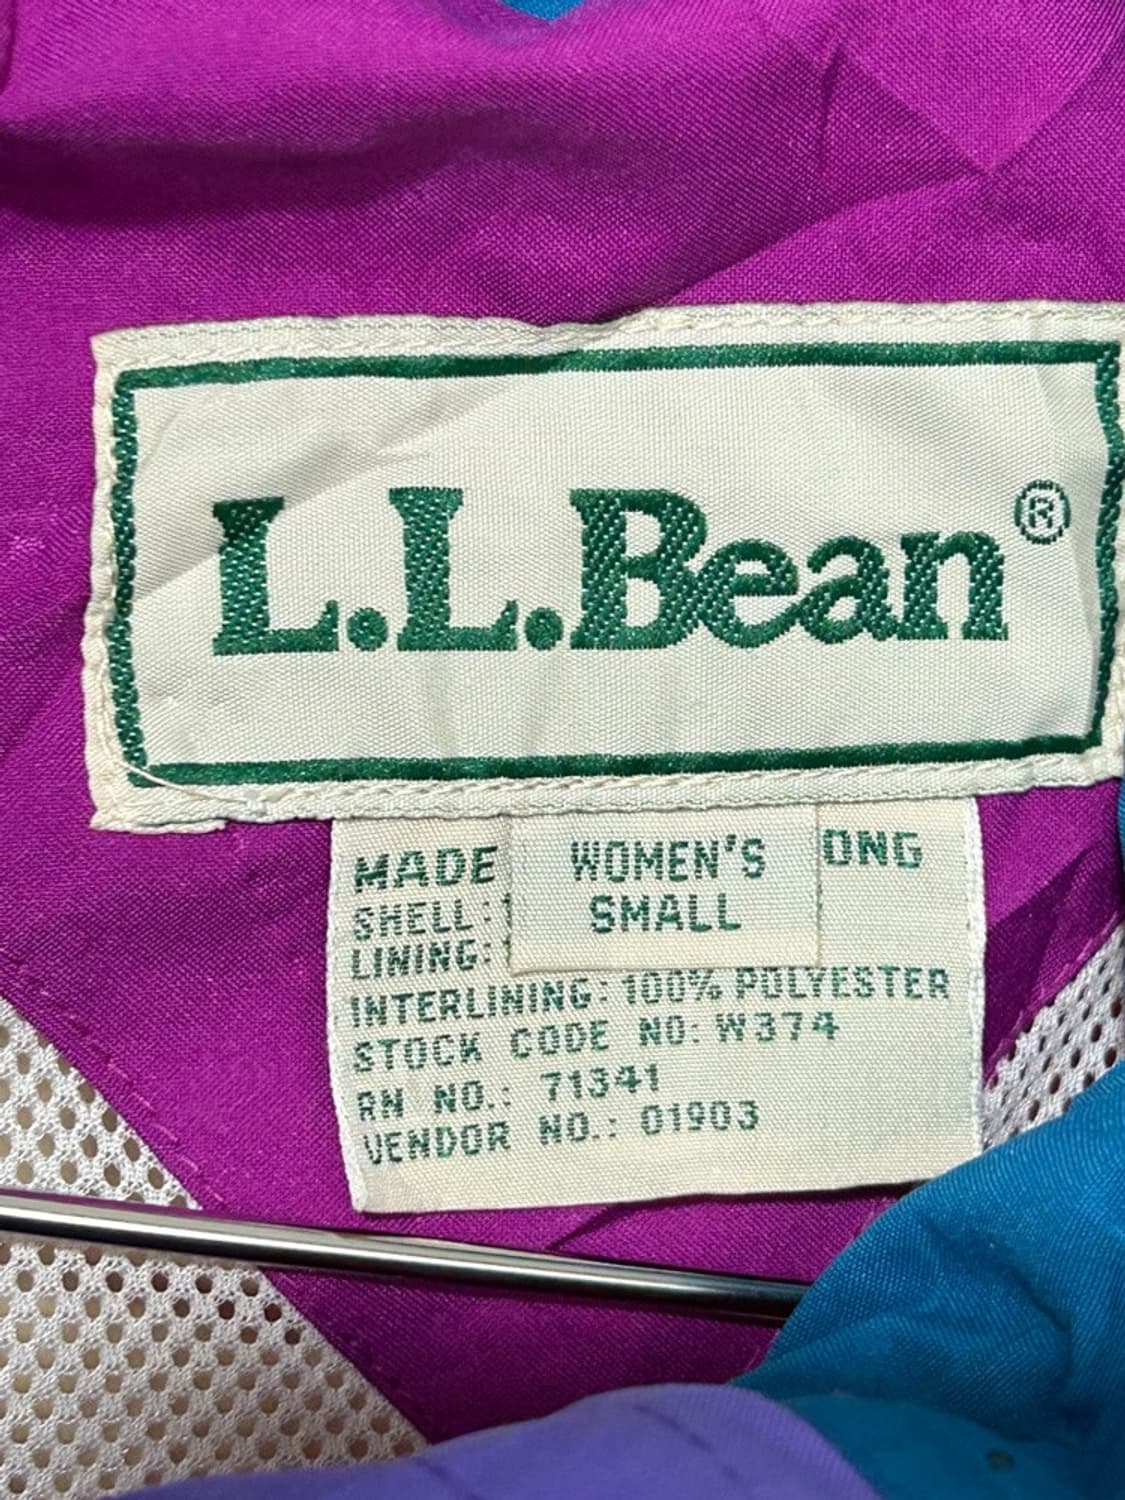 L.L.Bean®
MADE ONG
WOMEN'S
SMALL
SHELL:
LINING:
INTERLINING: 100% POLYESTER
STOCK CODE NO: W374
RN NO.: 71341
VENDOR NO.: 01903